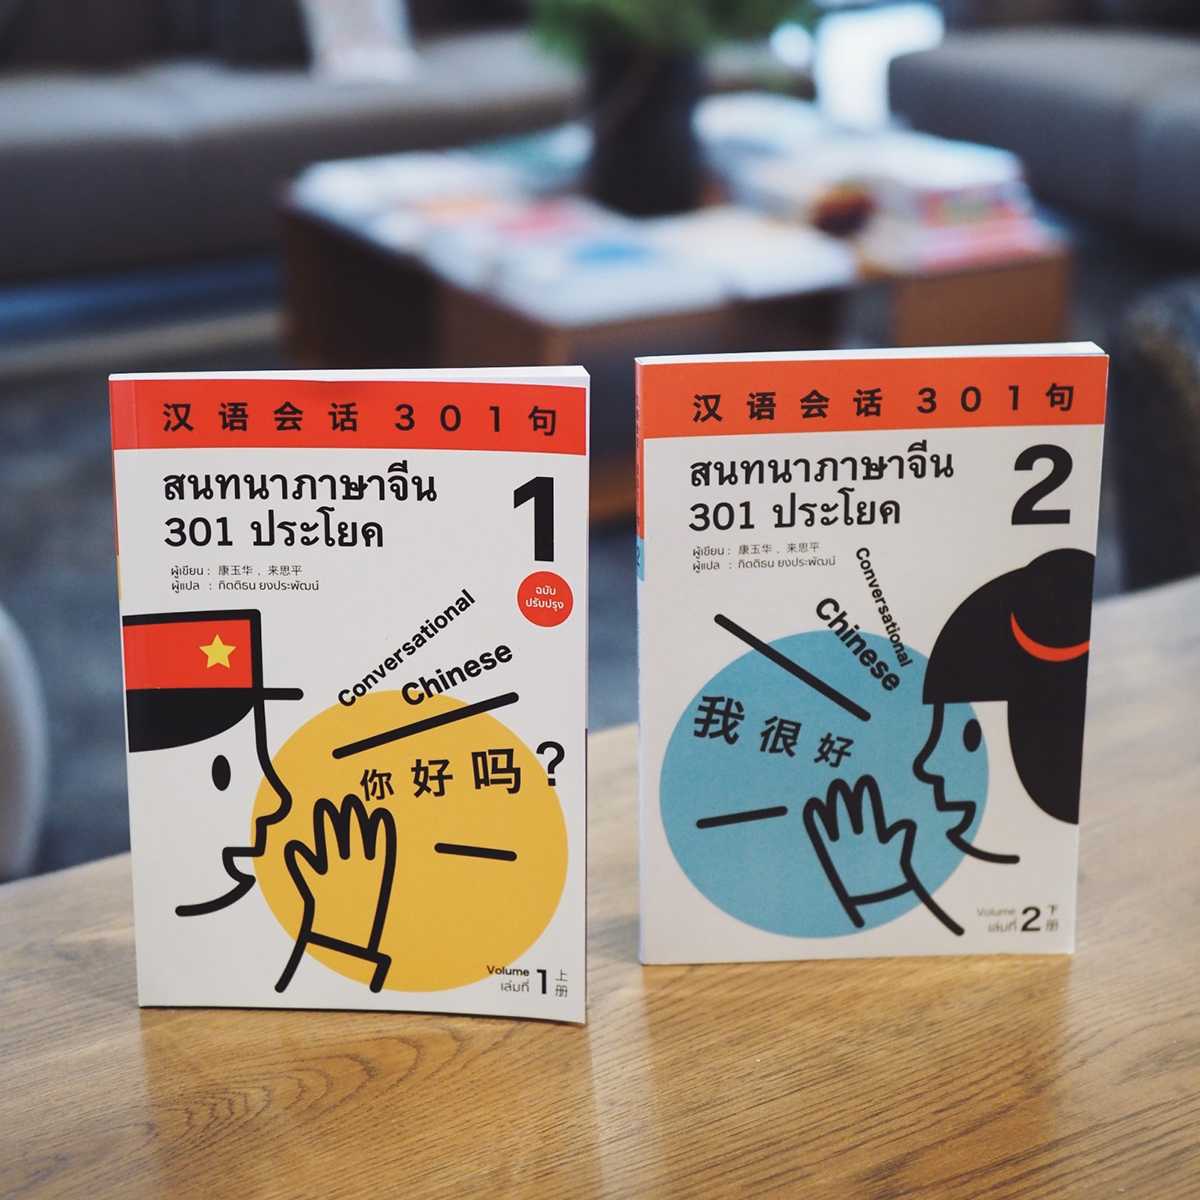 汉语会话301句
สนทนาภาษาจีน
301 ประโยค
1
ผู้เขียน : 康玉华 , 来思平
ผู้แปล : กิตติธน ยงประพัฒน์
ฉบับ
ปรับปรุง
Conversational
Chinese
你好吗?
Volume
เล่มที่ 1 上册
汉语会话301句
สนทนาภาษาจีน
301 ประโยค
2
ผู้เขียน : 康玉华 , 来思平
ผู้แปล : กิตติธน ยงประพัฒน์
Conversational
Chinese
我很好
Volume
เล่มที่ 2 下册
2